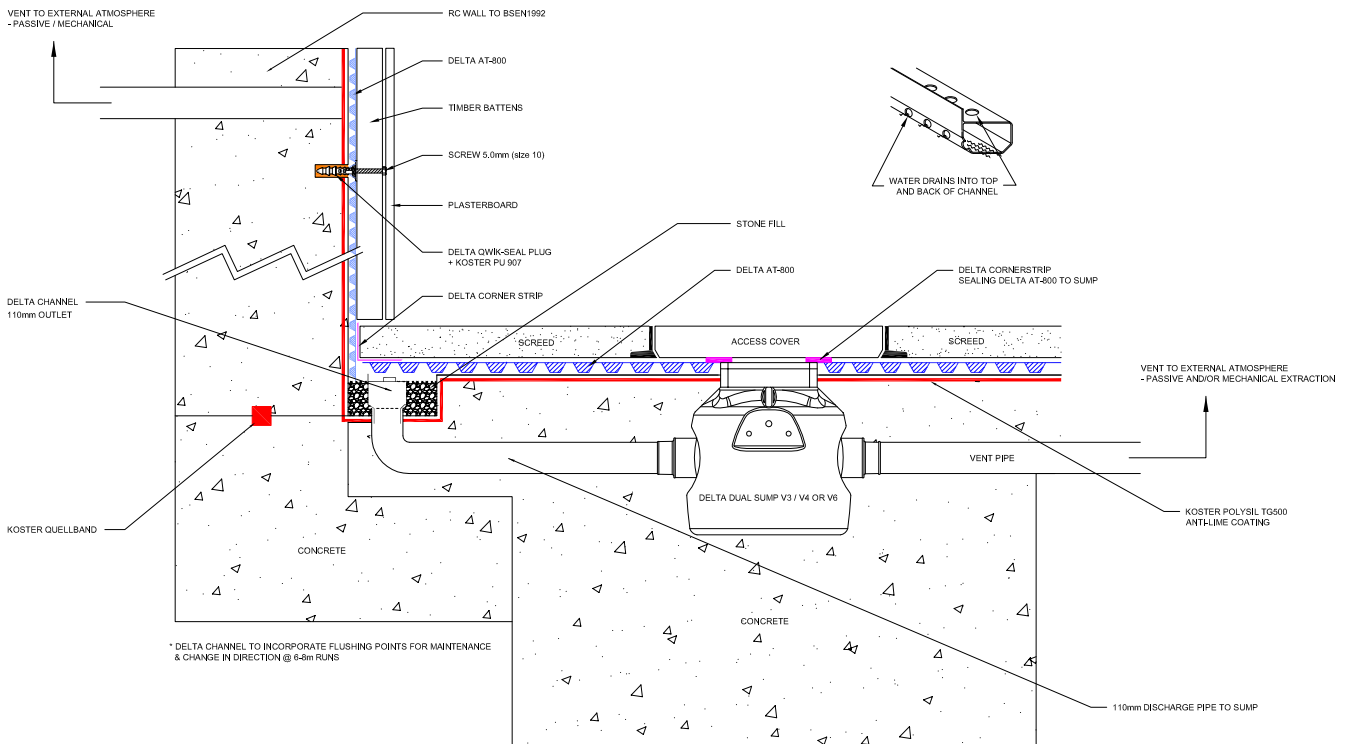 VENT TO EXTERNAL ATMOSPHERE
- PASSIVE / MECHANICAL
RC WALL TO BSEN1992
DELTA AT-800
TIMBER BATTENS
SCREW 5.0mm (size 10)
PLASTERBOARD
DELTA QWIK-SEAL PLUG
+ KOSTER PU 907
DELTA CORNER STRIP
WATER DRAINS INTO TOP
AND BACK OF CHANNEL
STONE FILL
DELTA AT-800
DELTA CORNERSTRIP
SEALING DELTA AT-800 TO SUMP
DELTA CHANNEL
110mm OUTLET
SCREED
ACCESS COVER
SCREED
VENT TO EXTERNAL ATMOSPHERE
- PASSIVE AND/OR MECHANICAL EXTRACTION
VENT PIPE
DELTA DUAL SUMP V3 / V4 OR V6
KOSTER POLYSIL TG500
ANTI-LIME COATING
KOSTER QUELLBAND
CONCRETE
CONCRETE
* DELTA CHANNEL TO INCORPORATE FLUSHING POINTS FOR MAINTENANCE
& CHANGE IN DIRECTION @ 6-8m RUNS
110mm DISCHARGE PIPE TO SUMP